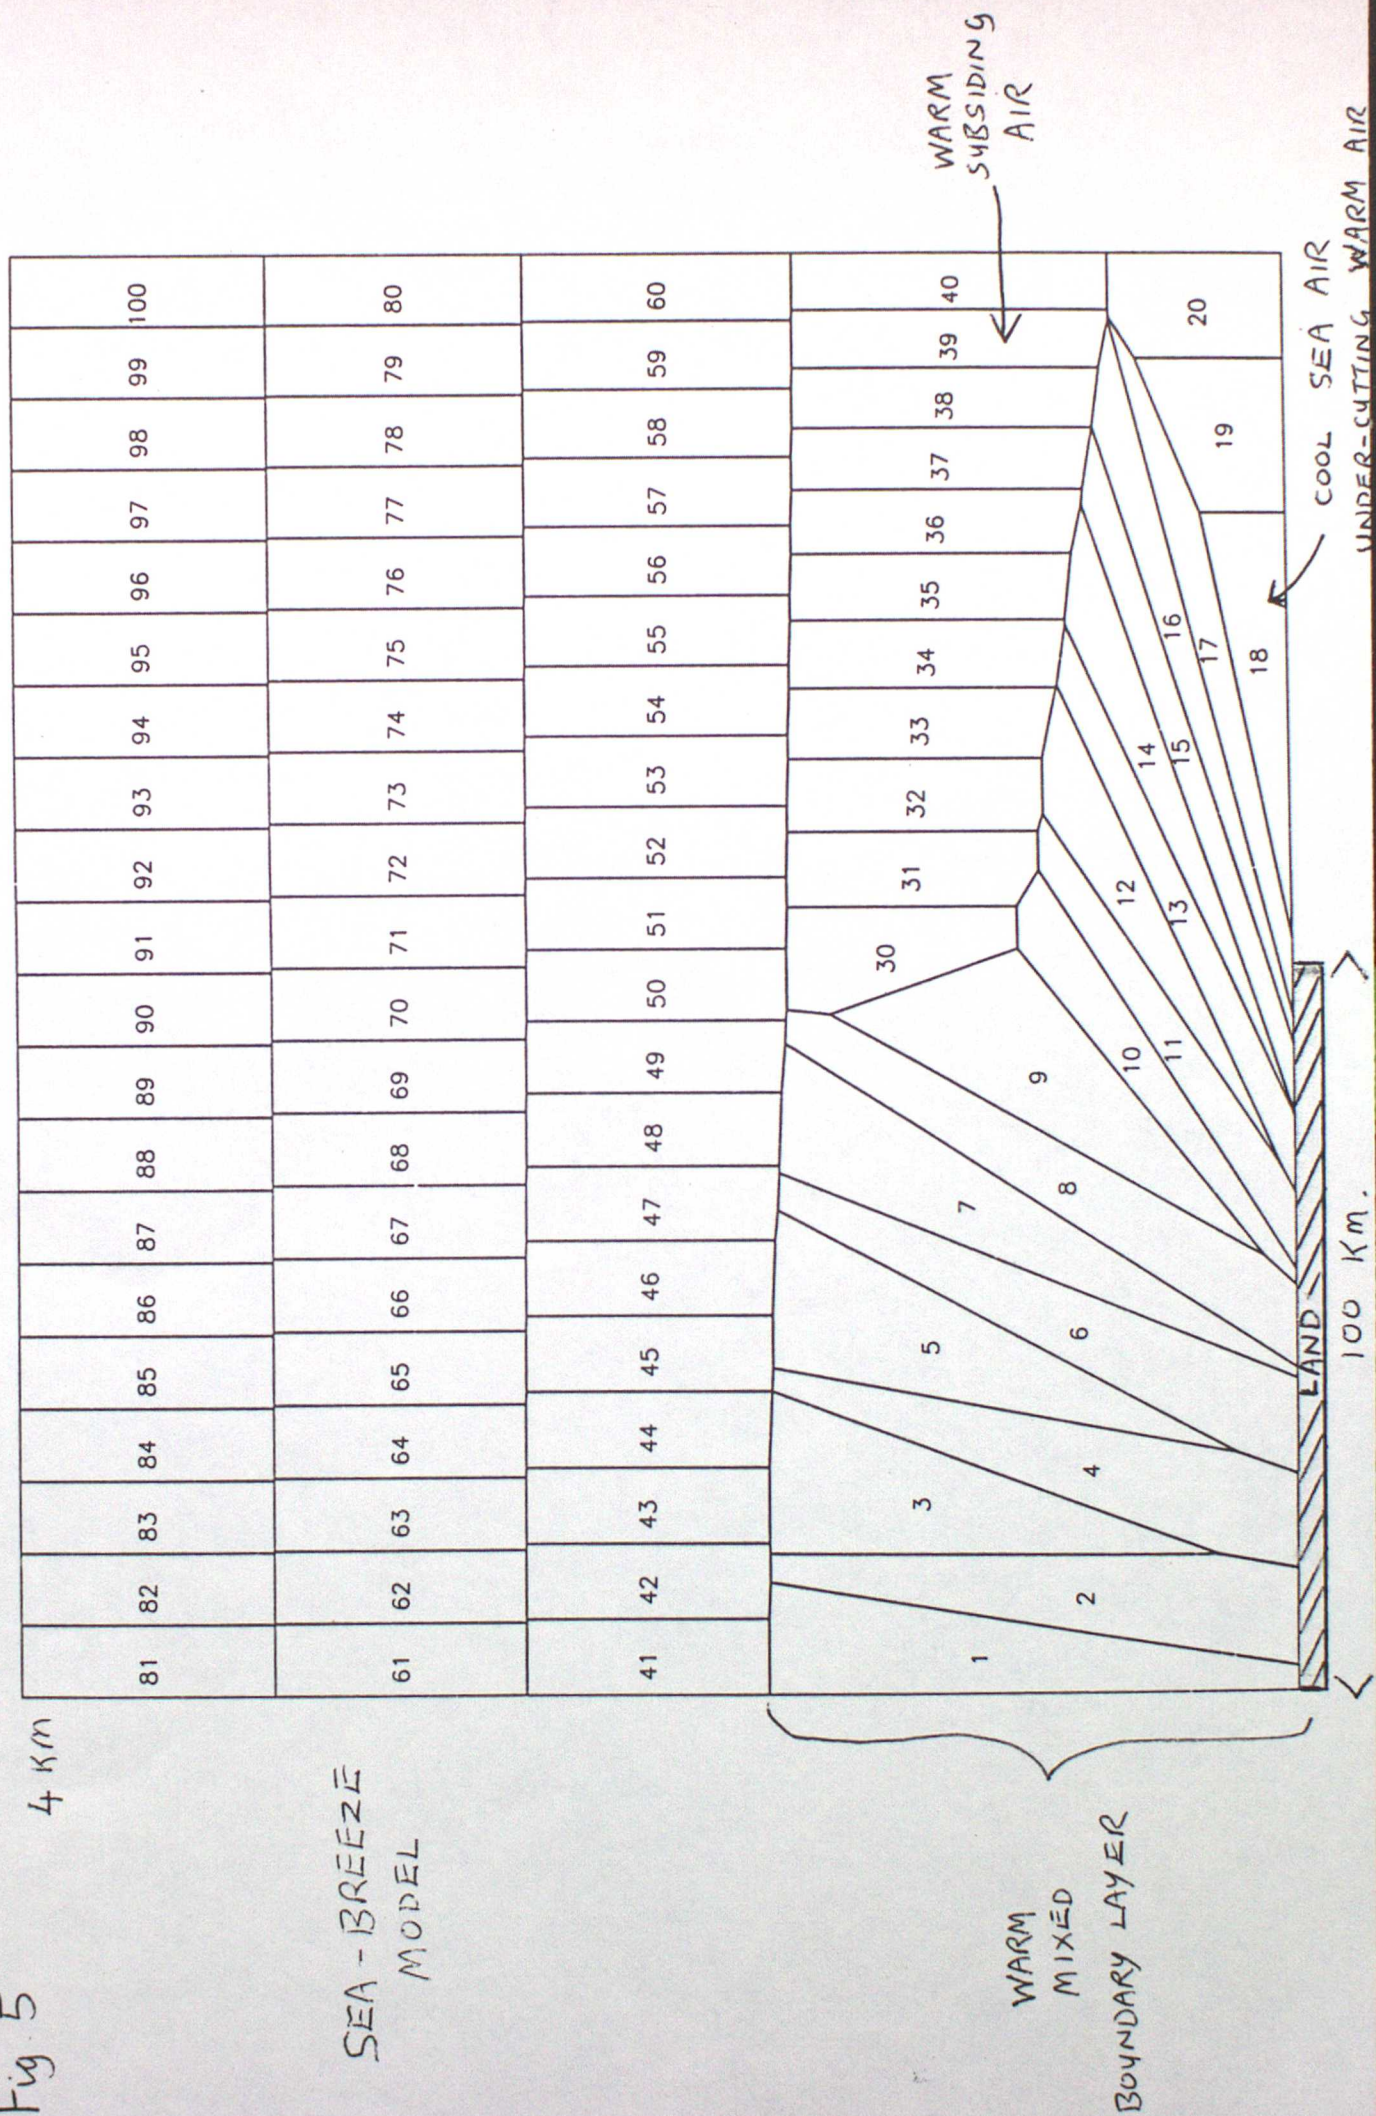 Fig. 5
4 Km
SEA-BREEZE
MODEL
81 82 83 84 85 86 87 88 89 90 91 92 93 94 95 96 97 98 99 100
61 62 63 64 65 66 67 68 69 70 71 72 73 74 75 76 77 78 79 80
41 42 43 44 45 46 47 48 49 50 51 52 53 54 55 56 57 58 59 60
30 31 32 33 34 35 36 37 38 39 40
1 2 3 4 5 6 7 8 9 10 11 12 13 14 15 16 17 18 19 20
WARM
SUBSIDING
AIR
WARM
MIXED
BOUNDARY LAYER
LAND
100 Km.
COOL SEA AIR
UNDER-CUTTING WARM AIR